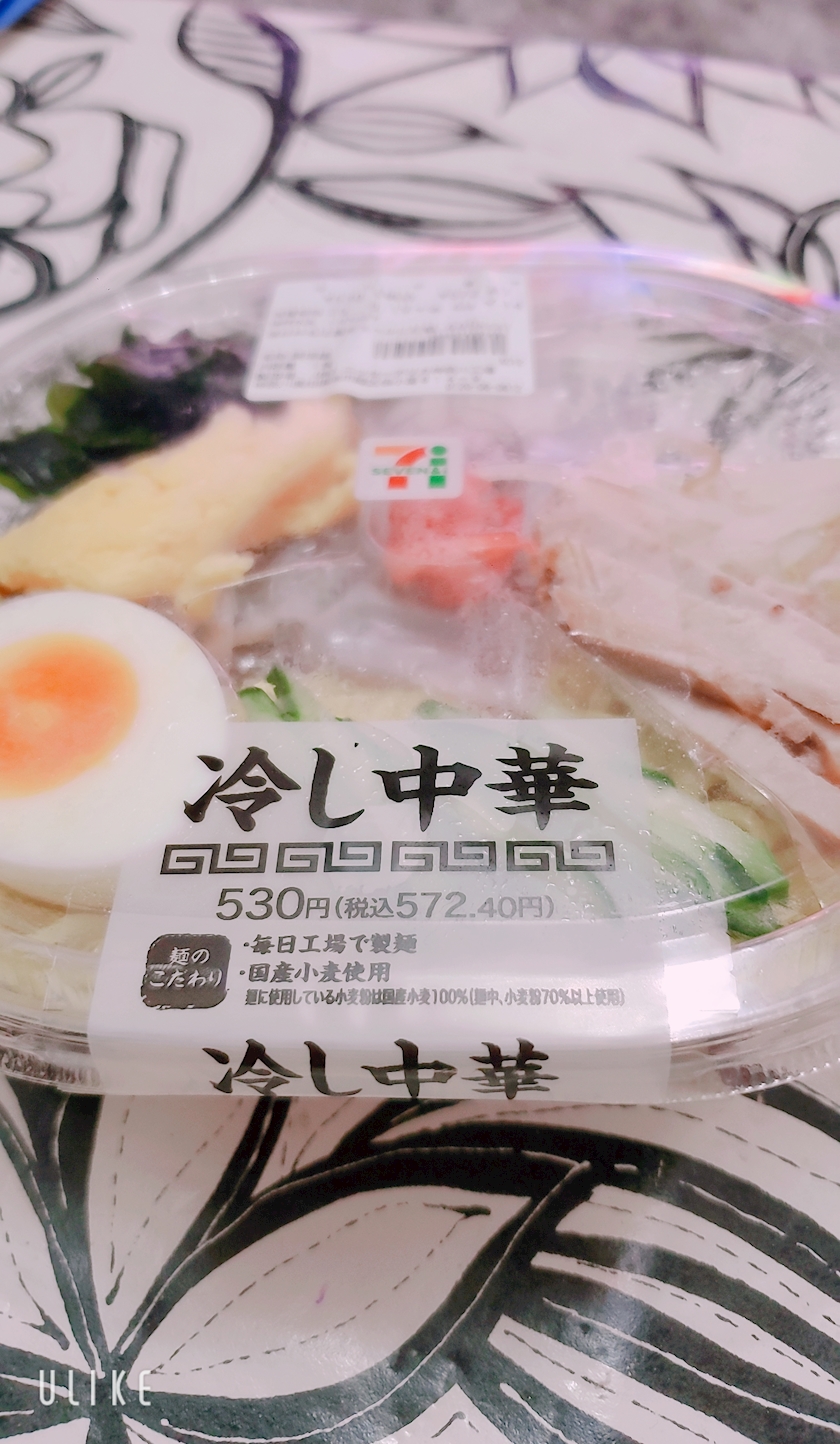 SEVEN
冷し中華
530円(税込572.40円)
麺の
こだわり
・毎日工場で製麺
・国産小麦使用
麺に使用している小麦粉は国産小麦100%(麺中、小麦粉70%以上使用)
冷し中華
ULIKE